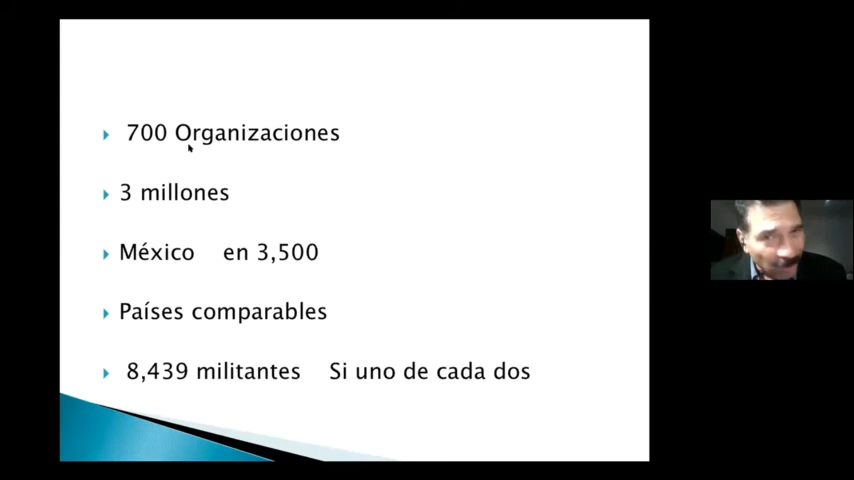 700 Organizaciones
3 millones
México en 3,500
Países comparables
8,439 militantes Si uno de cada dos